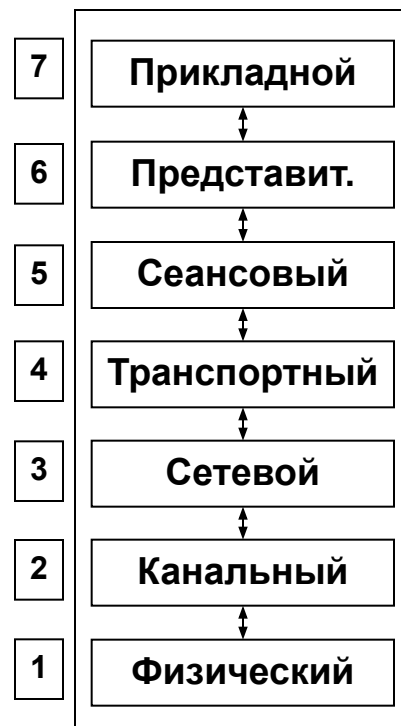 7 Прикладной
6 Представит.
5 Сеансовый
4 Транспортный
3 Сетевой
2 Канальный
1 Физический